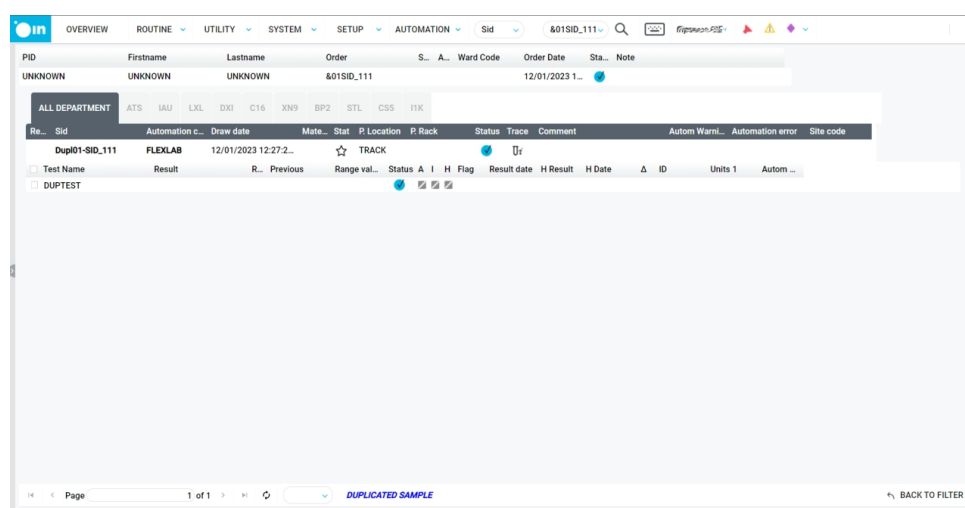 in OVERVIEW ROUTINE UTILITY SYSTEM SETUP AUTOMATION Sid &01SID_111
PID Firstname Lastname Order S... A... Ward Code Order Date Sta... Note
UNKNOWN UNKNOWN UNKNOWN &01SID_111 12/01/2023 1...
ALL DEPARTMENT ATS IAU LXL DXI C16 XN9 BP2 STL CS5 I1K
Re... Sid Automation c... Draw date Mate... Stat P. Location P. Rack Status Trace Comment Autom Warni... Automation error Site code
Dupl01-SID_111 FLEXLAB 12/01/2023 12:27:2... TRACK
Test Name Result R... Previous Range val... Status A I H Flag Result date H Result H Date Δ ID Units 1 Autom ...
DUPTEST
Page 1 of 1 DUPLICATED SAMPLE BACK TO FILTER